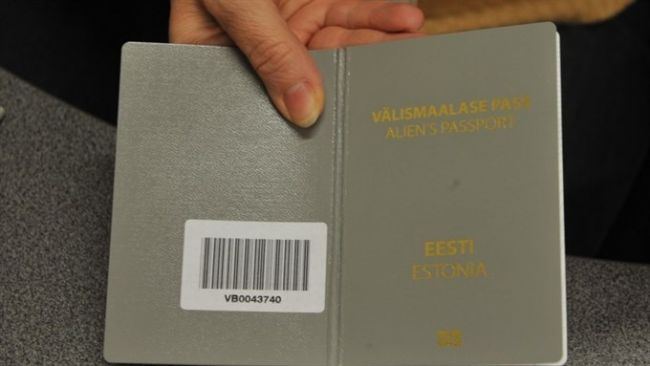 VÄLISMAALASE PASS
ALIEN'S PASSPORT
EESTI
ESTONIA
VB0043740